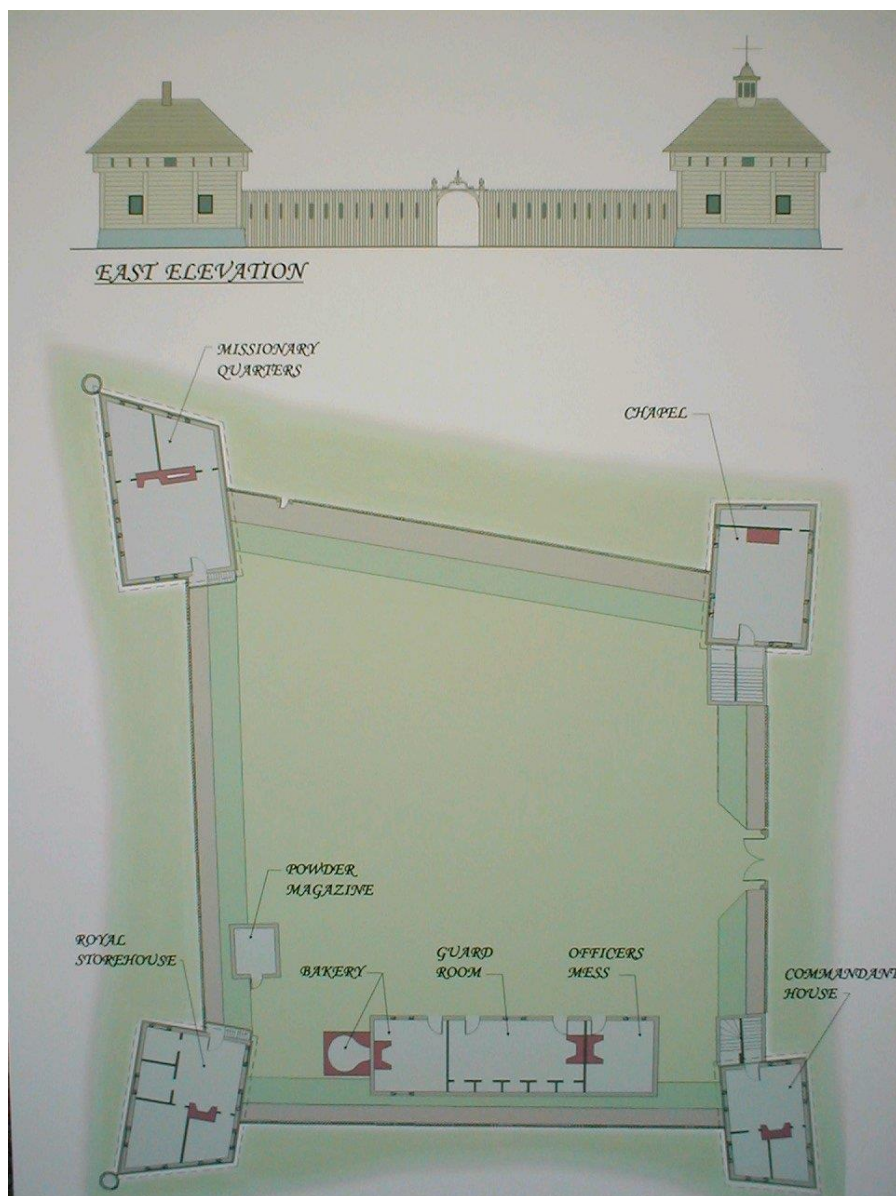 EAST ELEVATION
MISSIONARY
QUARTERS
CHAPEL
POWDER
MAGAZINE
ROYAL
STOREHOUSE
BAKERY
GUARD
ROOM
OFFICERS
MESS
COMMANDANT
HOUSE